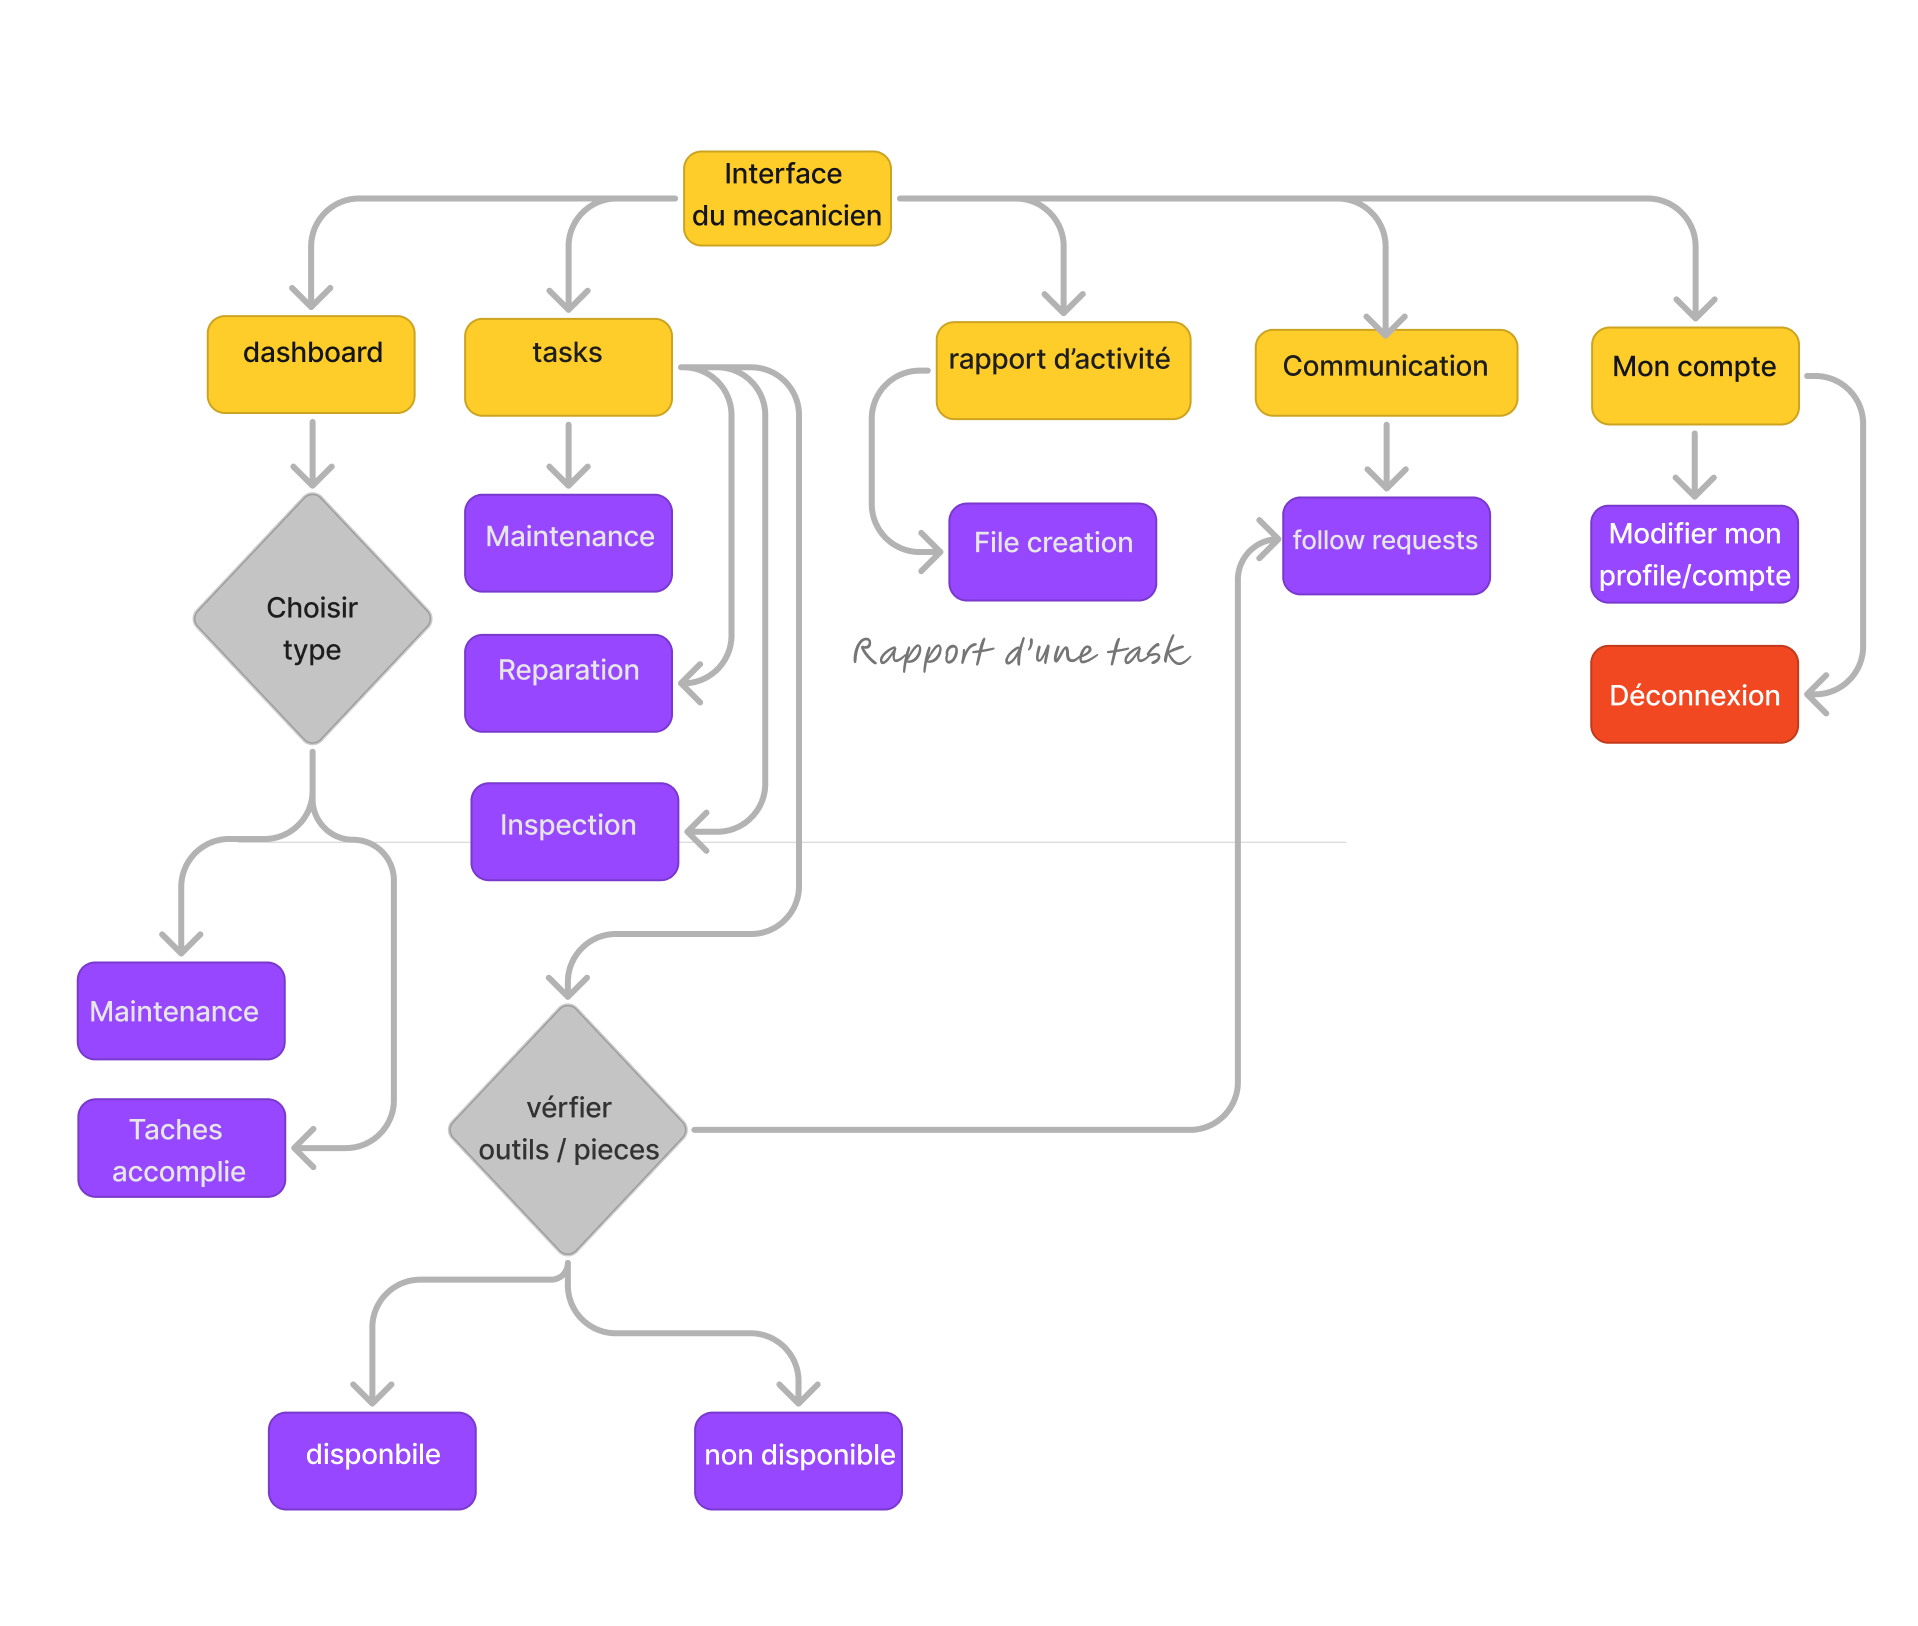 Interface
du mecanicien
dashboard
tasks
rapport d’activité
Communication
Mon compte
Maintenance
File creation
follow requests
Modifier mon
profile/compte
Choisir
type
Reparation
Rapport d'une task
Déconnexion
Inspection
Maintenance
Taches
accomplie
vérfier
outils / pieces
disponbile
non disponible